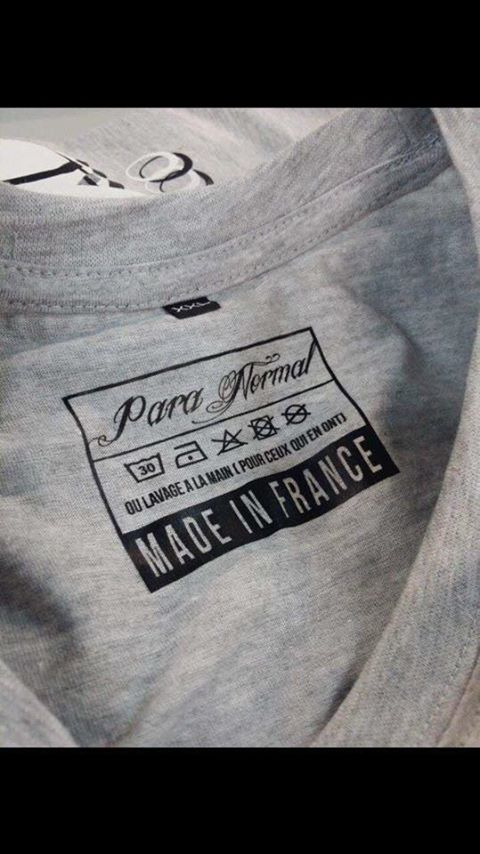 XXL
Para Normal
30
OU LAVAGE A LA MAIN ( POUR CEUX QUI EN ONT)
MADE IN FRANCE